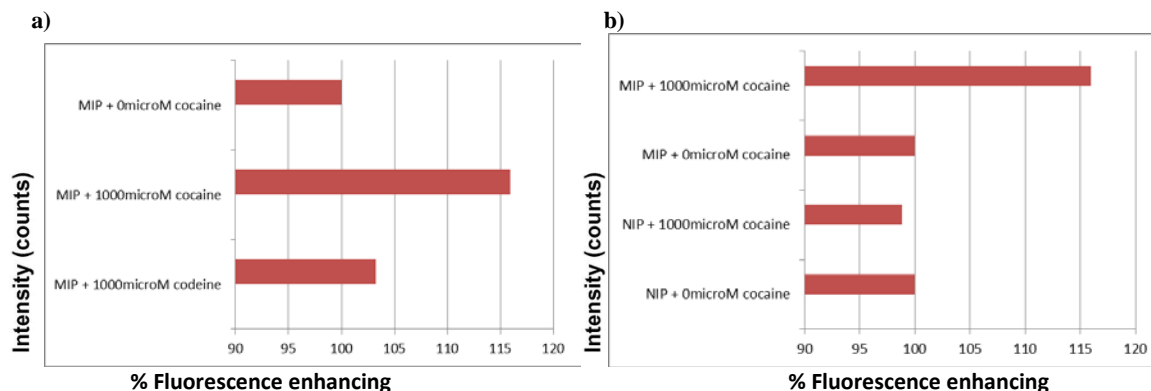 a)
Intensity (counts)
MIP + 0microM cocaine
MIP + 1000microM cocaine
MIP + 1000microM codeine
90 95 100 105 110 115 120
% Fluorescence enhancing
b)
Intensity (counts)
MIP + 1000microM cocaine
MIP + 0microM cocaine
NIP + 1000microM cocaine
NIP + 0microM cocaine
90 95 100 105 110 115 120
% Fluorescence enhancing